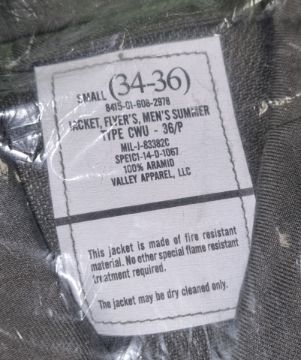 SMALL (34-36)
8415-01-608-2978
JACKET, FLYER'S, MEN'S SUMMER
TYPE CWU - 36/P
MIL-J-83382C
SPE1C1-14-D-1067
100% ARAMID
VALLEY APPAREL, LLC
This jacket is made of fire resistant
material. No other special flame resistant
treatment required.
The jacket may be dry cleaned only.